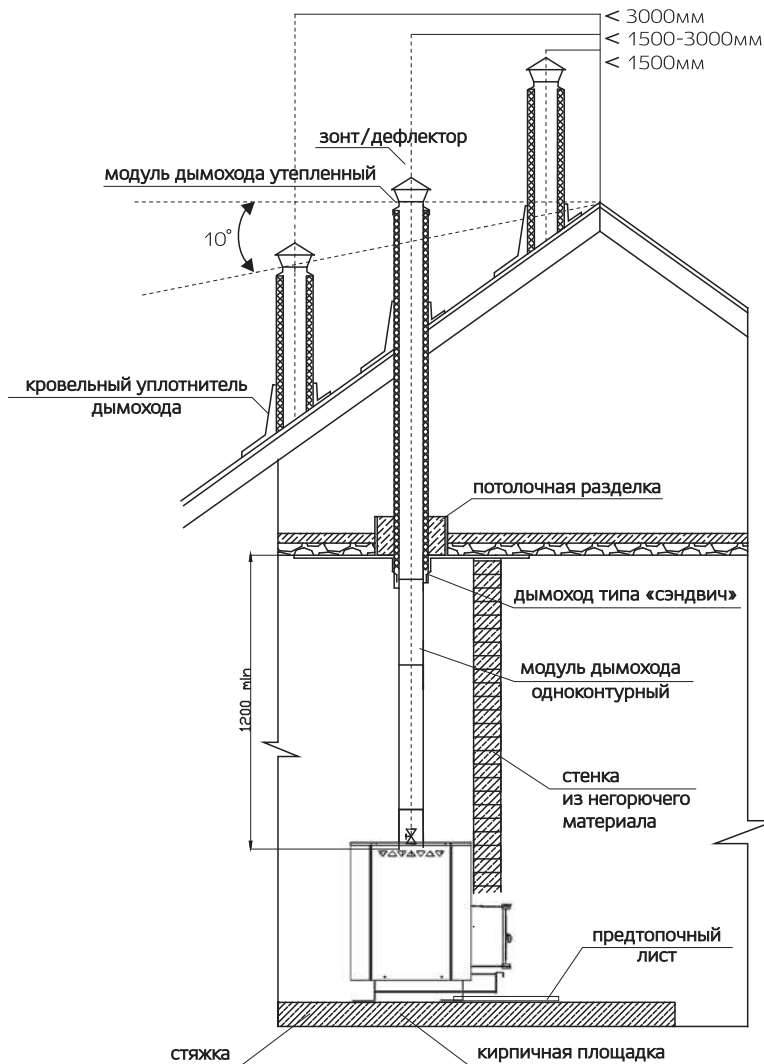 < 3000мм
< 1500-3000мм
< 1500мм
зонт/дефлектор
модуль дымохода утепленный
10°
кровельный уплотнитель
дымохода
потолочная разделка
дымоход типа «сэндвич»
модуль дымохода
одноконтурный
1200 min
стенка
из негорючего
материала
предтопочный
лист
стяжка
кирпичная площадка